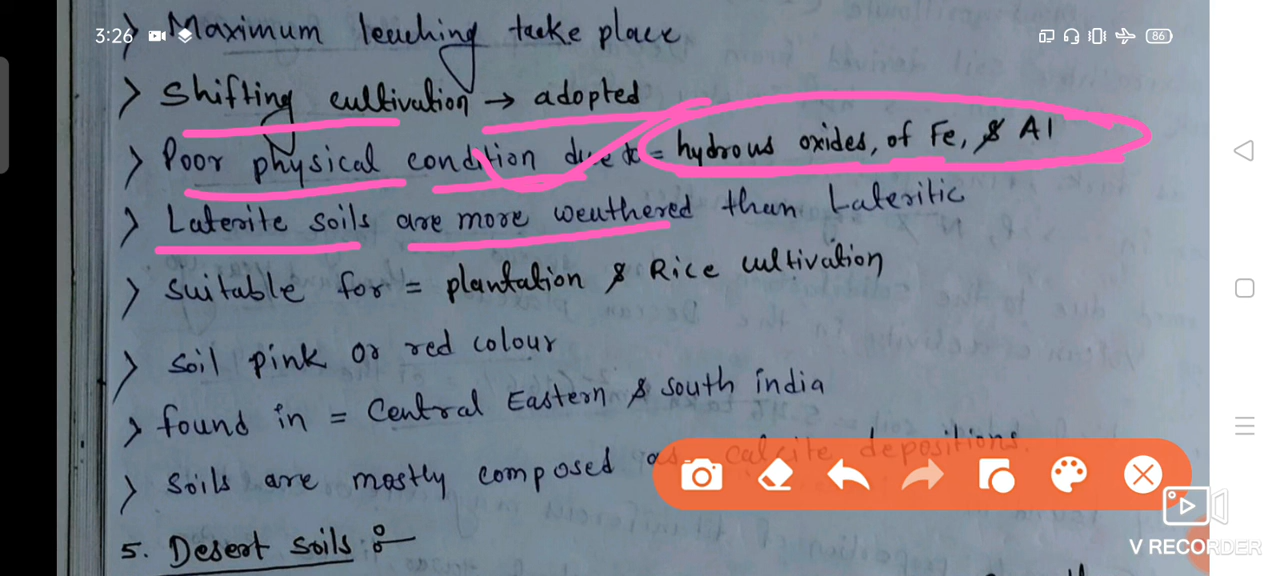 3:26
86
> Maximum leaching take place
> Shifting cultivation → adopted
> Poor physical condition due to = hydrous oxides, of Fe, & Al
> Laterite soils are more weathered than Lateritic
> Suitable for = plantation & Rice cultivation
> soil pink or red colour
> found in = Central Eastern & south india
> Soils are mostly composed as calcite depositions.
5. Desert Soils :-
V RECORDER